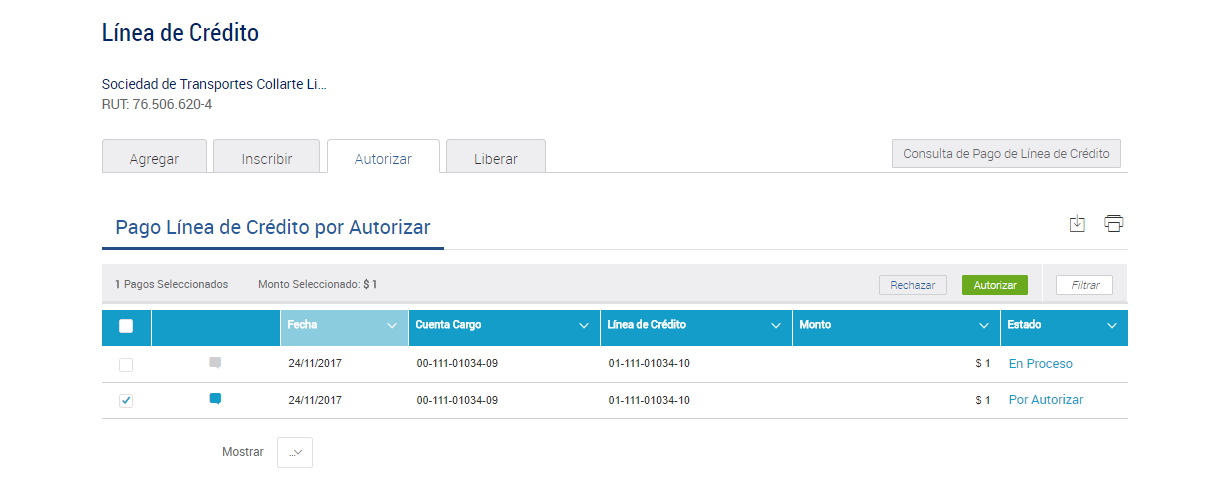 Línea de Crédito
Sociedad de Transportes Collarte Li...
RUT: 76.506.620-4
Agregar Inscribir Autorizar Liberar Consulta de Pago de Línea de Crédito
Pago Línea de Crédito por Autorizar
1 Pagos Seleccionados Monto Seleccionado: $ 1 Rechazar Autorizar Filtrar
Fecha Cuenta Cargo Línea de Crédito Monto Estado
24/11/2017 00-111-01034-09 01-111-01034-10 $ 1 En Proceso
24/11/2017 00-111-01034-09 01-111-01034-10 $ 1 Por Autorizar
Mostrar ...